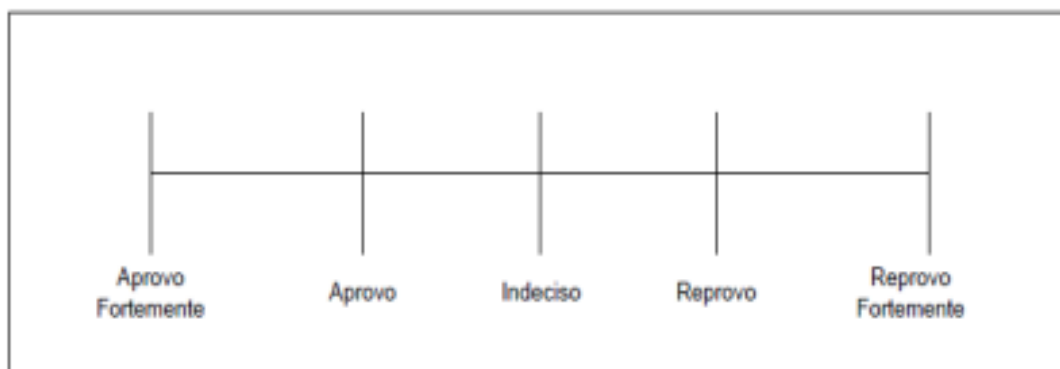 Aprovo
Fortemente
Aprovo
Indeciso
Reprovo
Reprovo
Fortemente